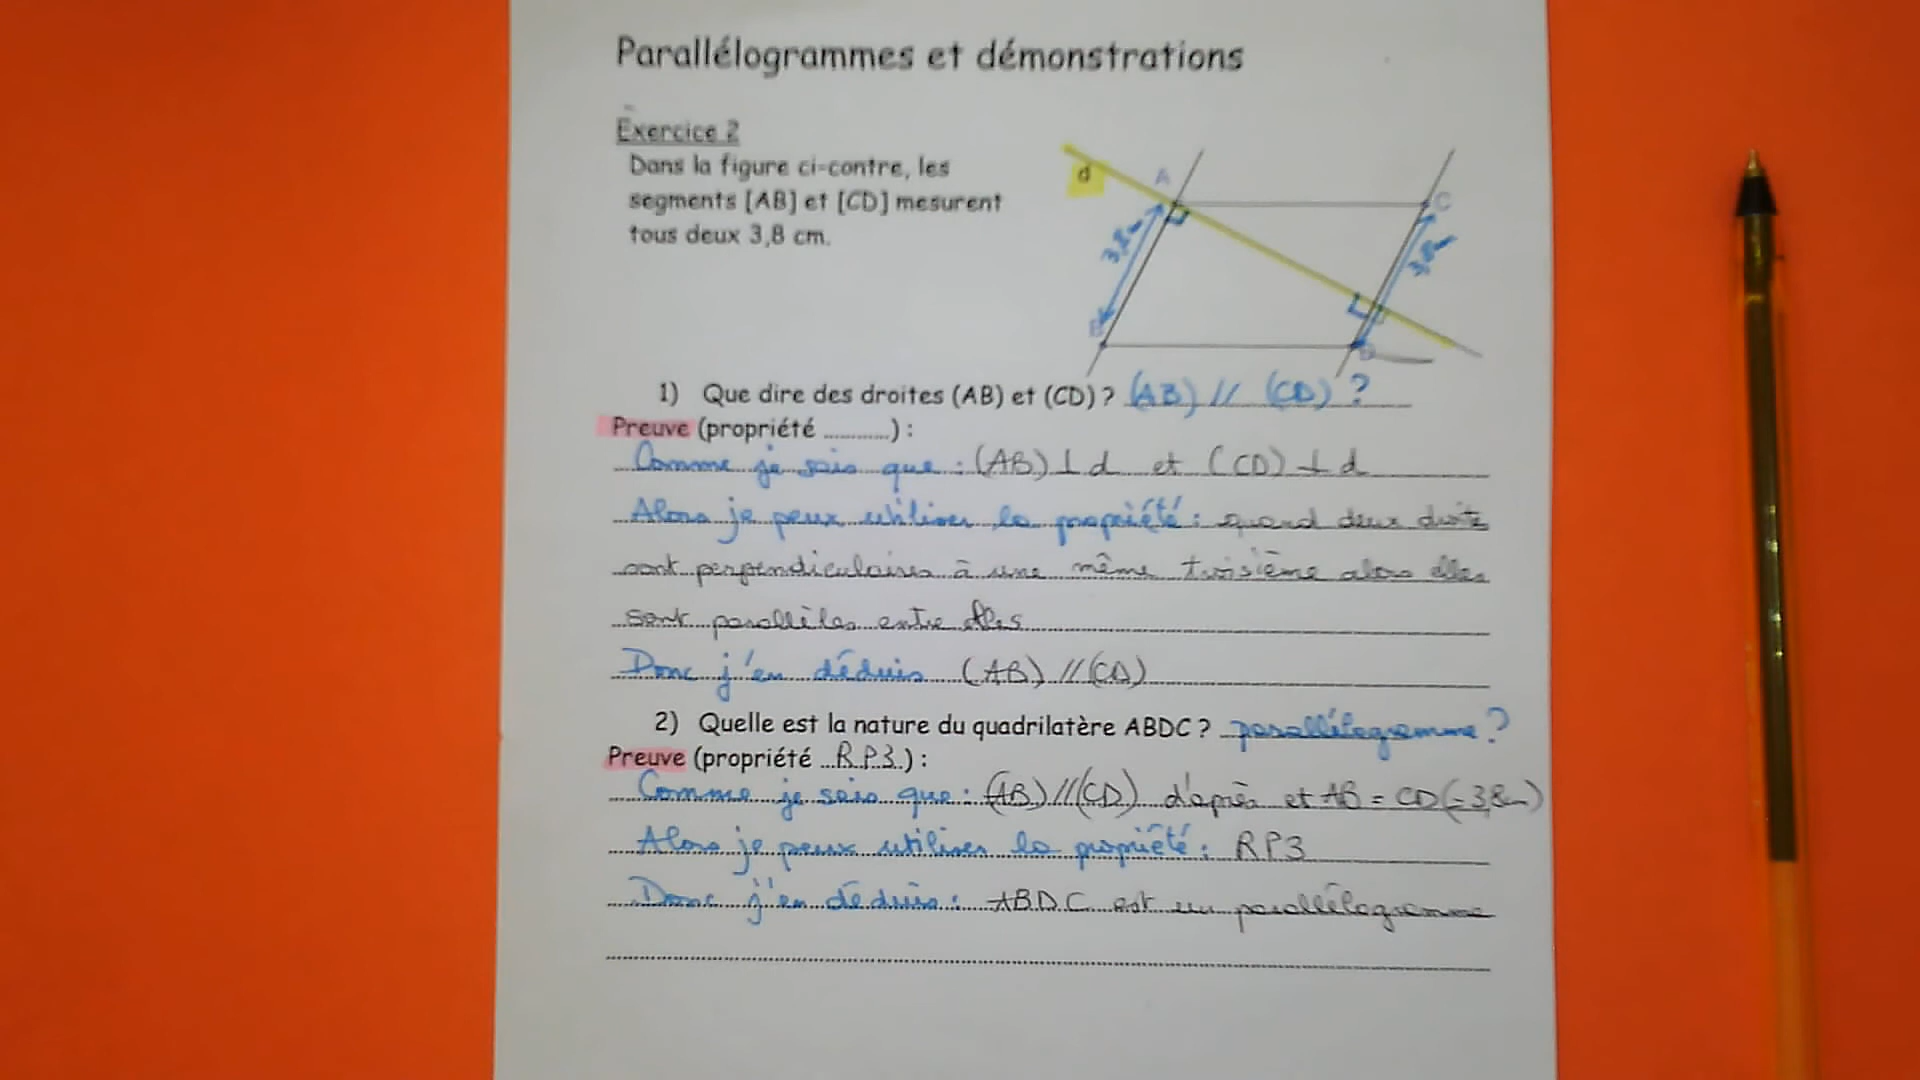 Parallélogrammes et démonstrations
Exercice 2
Dans la figure ci-contre, les
segments [AB] et [CD] mesurent
tous deux 3,8 cm.
d
A
C
3,8cm
3,8cm
B
D
1) Que dire des droites (AB) et (CD) ? (AB) // (CD) ?
Preuve (propriété ............) :
Comme je sais que : (AB) ⊥ d et (CD) ⊥ d
Alors je peux utiliser la propriété : quand deux droites
sont perpendiculaires à une même troisième alors elles
sont parallèles entre elles
Donc j'en déduis (AB) // (CD)
2) Quelle est la nature du quadrilatère ABDC ? parallélogramme ?
Preuve (propriété ...RP3..) :
Comme je sais que : (AB) // (CD) d'après et AB = CD (=3,8cm)
Alors je peux utiliser la propriété : RP3
Donc j'en déduis : ABDC est un parallélogramme